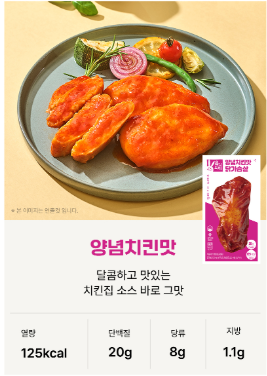 * 본 이미지는 연출컷 입니다.
양념치킨맛
닭가슴살
양념치킨맛
달콤하고 맛있는
치킨집 소스 바로 그맛
열량 단백질 당류 지방
125kcal 20g 8g 1.1g